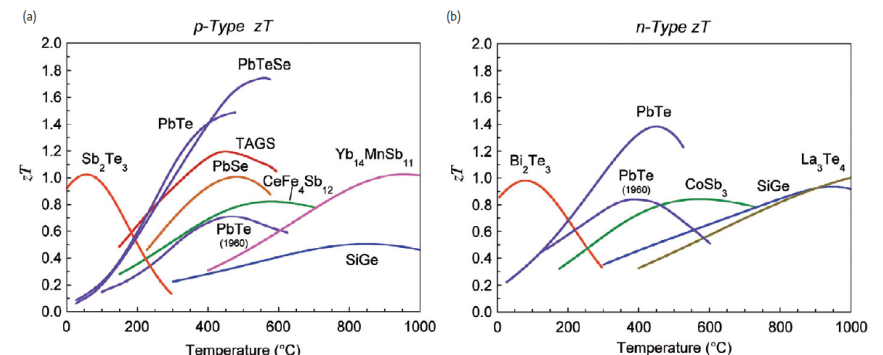 (a)
p-Type zT
zT
2.0
1.8
1.6
1.4
1.2
1.0
0.8
0.6
0.4
0.2
0.0
PbTeSe
PbTe
TAGS
Sb2Te3
PbSe
CeFe4Sb12
Yb14MnSb11
PbTe
(1960)
SiGe
0 200 400 600 800 1000
Temperature (°C)
(b)
n-Type zT
zT
2.0
1.8
1.6
1.4
1.2
1.0
0.8
0.6
0.4
0.2
0.0
PbTe
Bi2Te3
La3Te4
PbTe
(1960)
CoSb3
SiGe
0 200 400 600 800 1000
Temperature (°C)